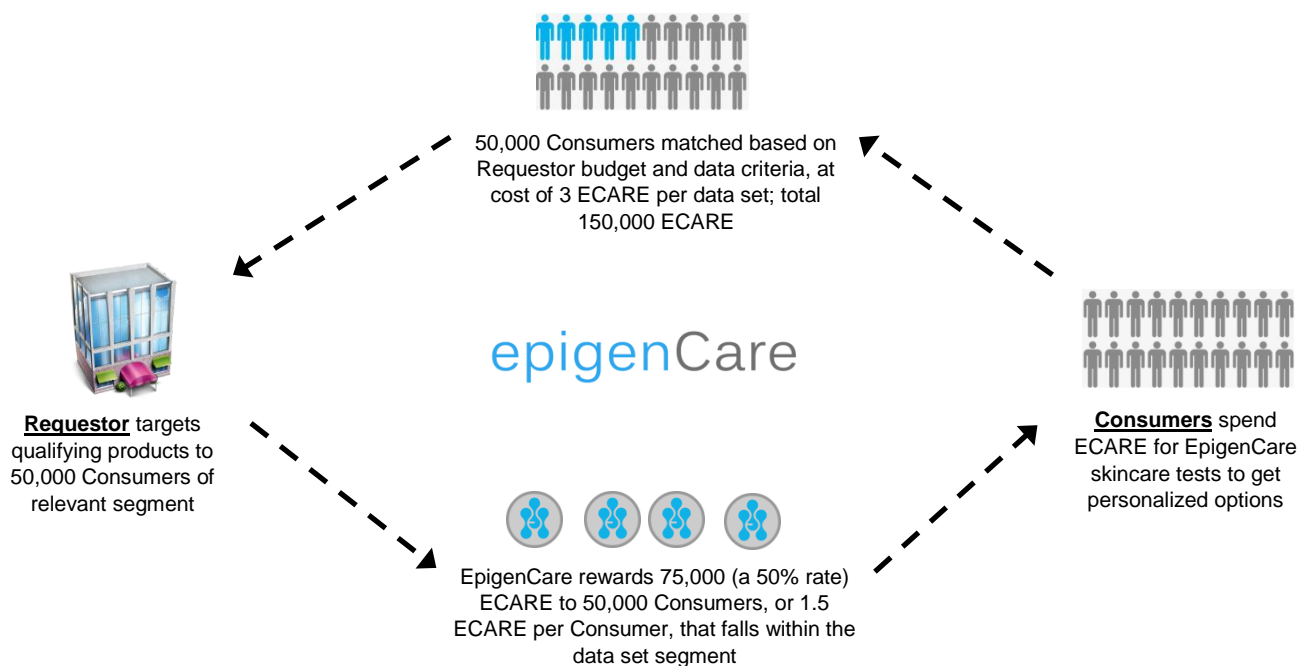 50,000 Consumers matched based on
Requestor budget and data criteria, at
cost of 3 ECARE per data set; total
150,000 ECARE
epigenCare
Requestor targets
qualifying products to
50,000 Consumers of
relevant segment
Consumers spend
ECARE for EpigenCare
skincare tests to get
personalized options
EpigenCare rewards 75,000 (a 50% rate)
ECARE to 50,000 Consumers, or 1.5
ECARE per Consumer, that falls within the
data set segment